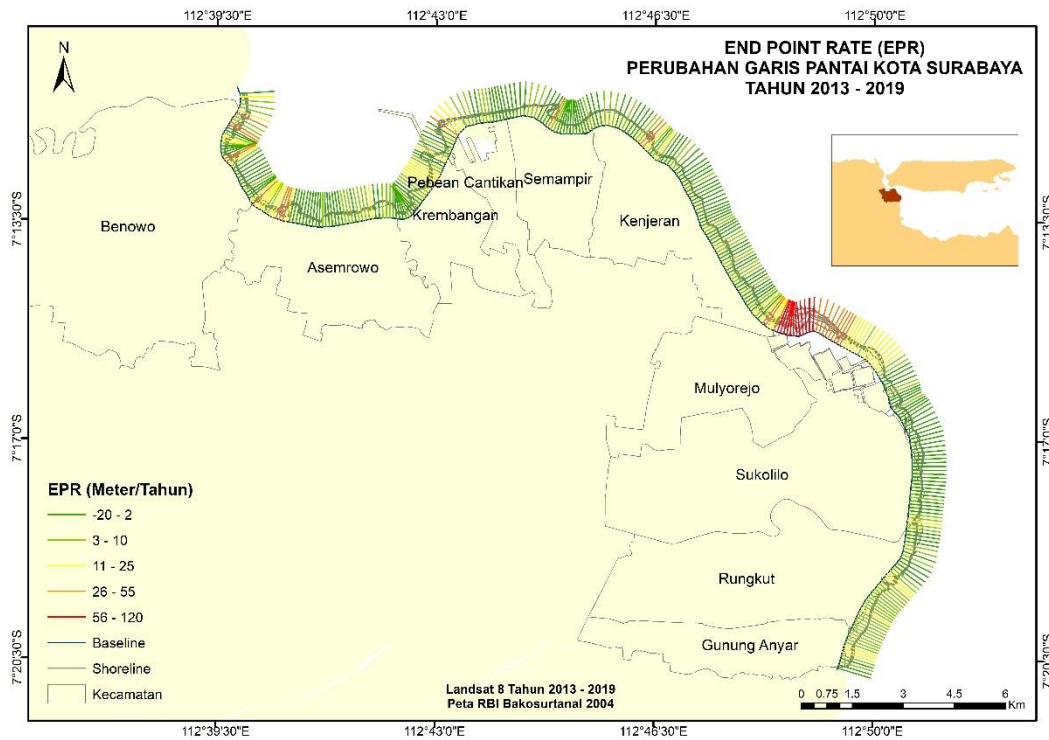 112°39'30"E 112°43'0"E 112°46'30"E 112°50'0"E
N
END POINT RATE (EPR)
PERUBAHAN GARIS PANTAI KOTA SURABAYA
TAHUN 2013 - 2019
7°13'30"S
7°13'30"S
Benowo
Asemrowo
Pebean Cantikan
Krembangan
Semampir
Kenjeran
Mulyorejo
Sukolilo
Rungkut
Gunung Anyar
7°17'0"S
7°17'0"S
EPR (Meter/Tahun)
-20 - 2
3 - 10
11 - 25
26 - 55
56 - 120
Baseline
Shoreline
Kecamatan
7°20'30"S
7°20'30"S
Landsat 8 Tahun 2013 - 2019
Peta RBI Bakosurtanal 2004
0 0.75 1.5 3 4.5 6
Km
112°39'30"E 112°43'0"E 112°46'30"E 112°50'0"E